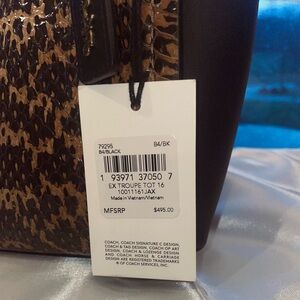 79295 B4/BK
B4/BLACK
1 93971 37050 7
EX TROUPE TOT 16
10011161JAX
Made in Vietnam/Vietnam
MFSRP $495.00
COACH, COACH SIGNATURE C DESIGN,
COACH & TAG DESIGN, COACH OP ART
DESIGN, COACH & LOZENGE DESIGN
AND COACH HORSE & CARRIAGE
DESIGN ARE REGISTERED TRADEMARKS
® OF COACH SERVICES, INC.